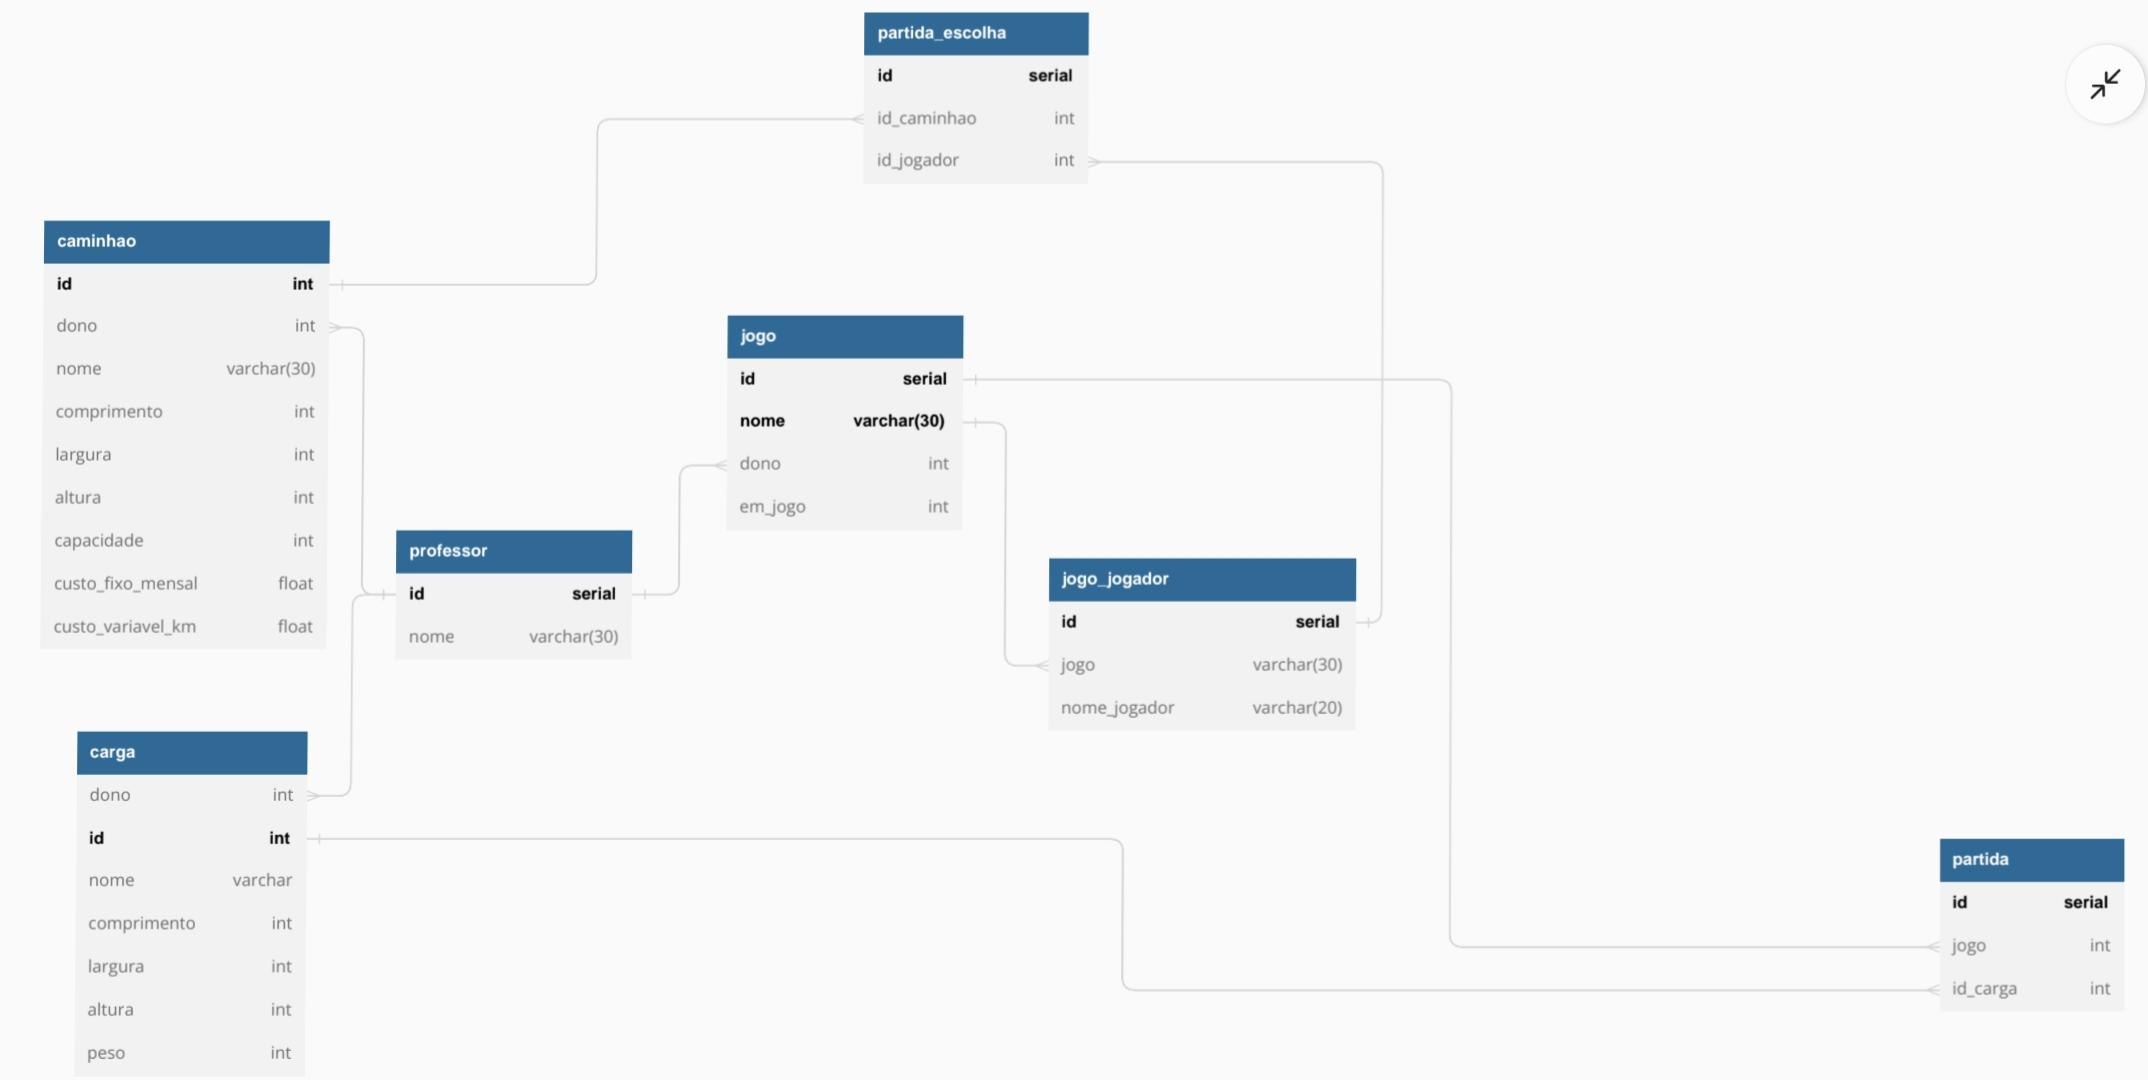 partida_escolha
id serial
id_caminhao int
id_jogador int
caminhao
id int
dono int
nome varchar(30)
comprimento int
largura int
altura int
capacidade int
custo_fixo_mensal float
custo_variavel_km float
jogo
id serial
nome varchar(30)
dono int
em_jogo int
professor
id serial
nome varchar(30)
jogo_jogador
id serial
jogo varchar(30)
nome_jogador varchar(20)
carga
dono int
id int
nome varchar
comprimento int
largura int
altura int
peso int
partida
id serial
jogo int
id_carga int